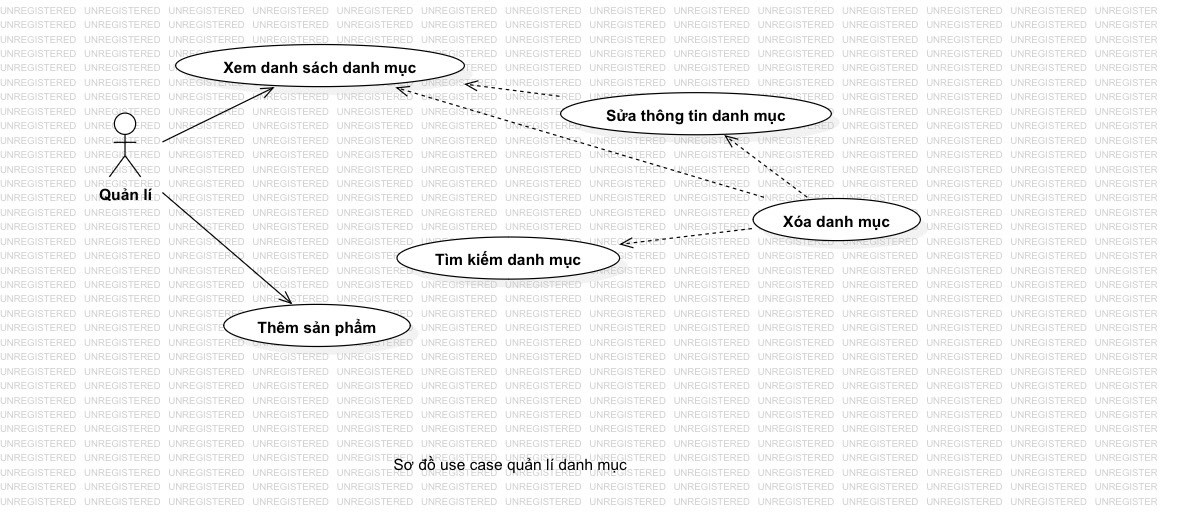 Xem danh sách danh mục
Sửa thông tin danh mục
Quản lí
Xóa danh mục
Tìm kiếm danh mục
Thêm sản phẩm
Sơ đồ use case quản lí danh mục
UNREGISTERED